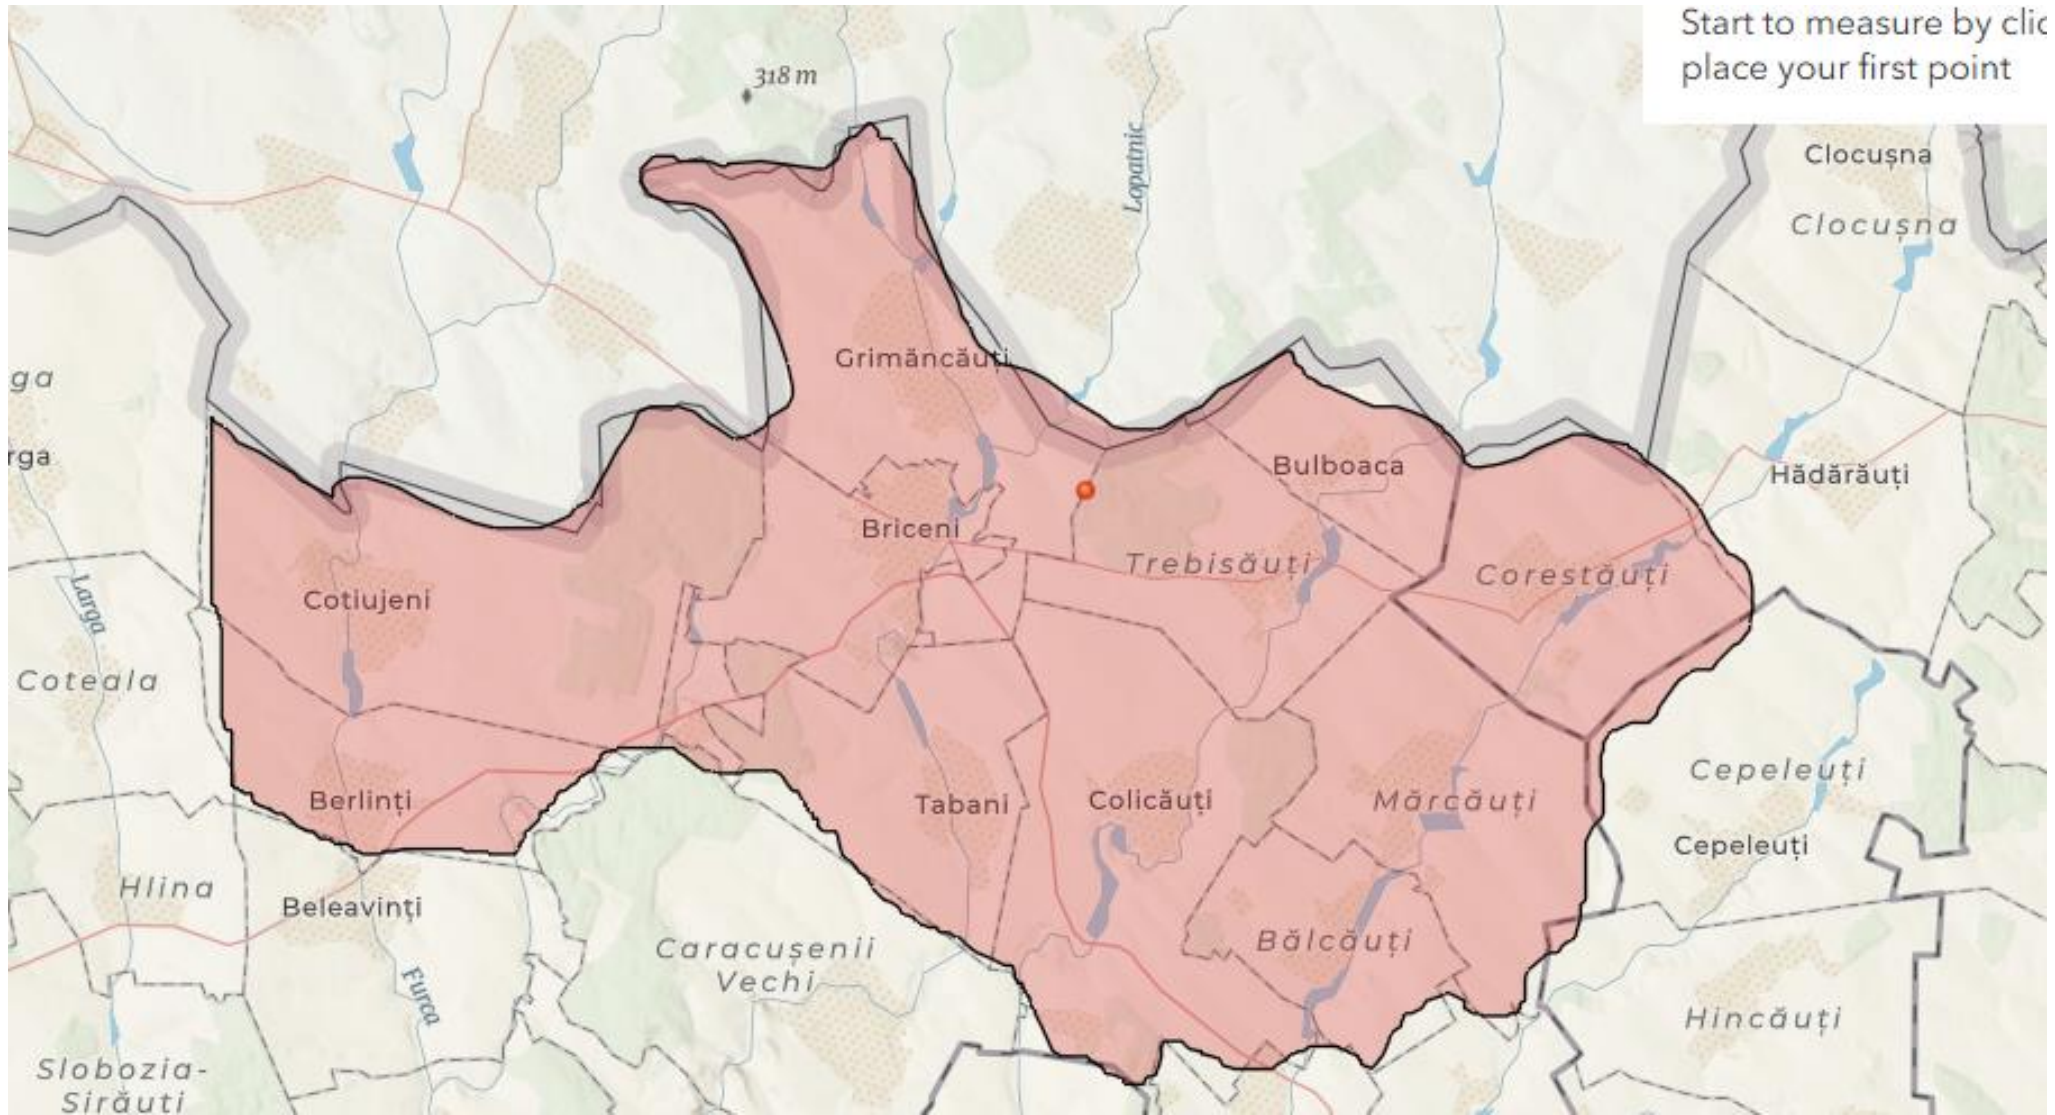 Start to measure by clic
place your first point
318 m
Lopatnic
Clocușna
Clocușna
Grimăncăuți
ga
rga
Bulboaca
Hădărăuți
Briceni
Trebisăuți
Corestăuți
Cotiujeni
Larga
Coteala
Cepeleuți
Berlinți
Tabani
Colicăuți
Mărcăuți
Cepeleuți
Hlina
Beleavinți
Caracușenii
Vechi
Bălcăuți
Furca
Hincăuți
Slobozia-
Sirăuti